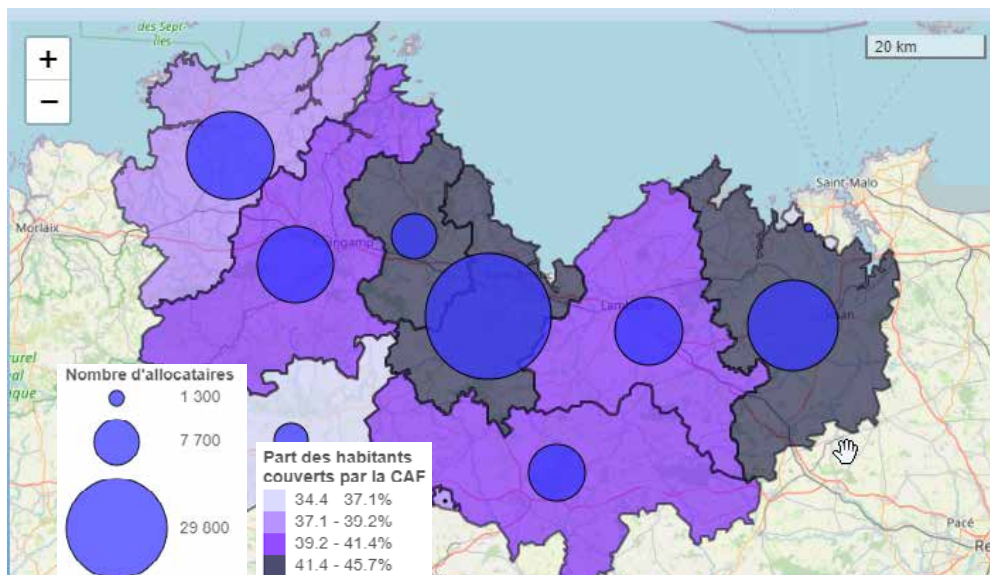 des Sept-
Iles
+
−
20 km
Saint-Malo
Morlaix
Nombre d'allocataires
1 300
7 700
29 800
Part des habitants
couverts par la CAF
34.4 37.1%
37.1 - 39.2%
39.2 - 41.4%
41.4 - 45.7%
Pacé